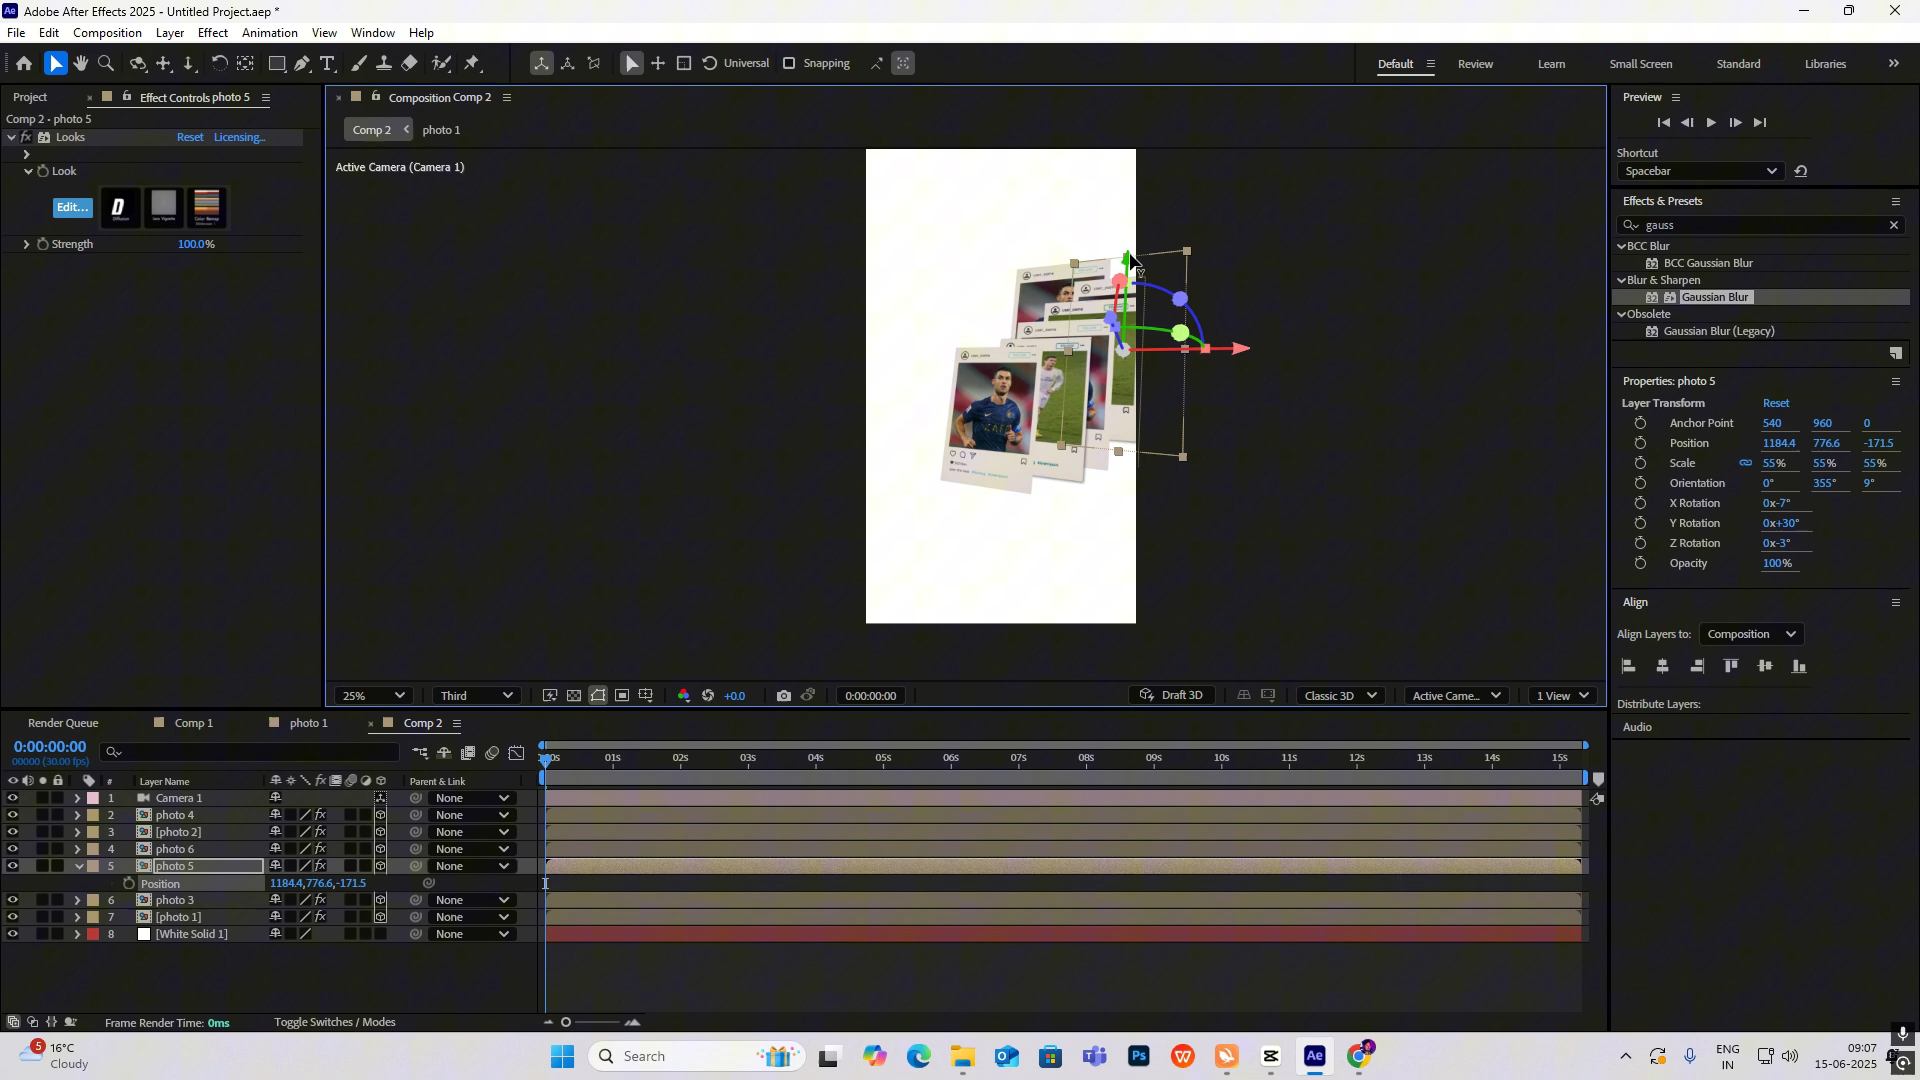 Adobe After Effects 2025 - Untitled Project.aep *
File Edit Composition Layer Effect Animation View Window Help
Universal Snapping Default Review Learn Small Screen Standard Libraries
Project Effect Controls photo 5
Comp 2 • photo 5
fx Looks Reset Licensing...
Look
Edit...
Strength 100.0%
Composition Comp 2
Comp 2 photo 1
Active Camera (Camera 1)
25% Third +0.0 0:00:00:00 Draft 3D Classic 3D Active Came... 1 View
Preview
Shortcut
Spacebar
Effects & Presets
gauss
BCC Blur
BCC Gaussian Blur
Blur & Sharpen
Gaussian Blur
Obsolete
Gaussian Blur (Legacy)
Properties: photo 5
Layer Transform Reset
Anchor Point 540 960 0
Position 1184.4 776.6 -171.5
Scale 55% 55% 55%
Orientation 0° 355° 9°
X Rotation 0x-7°
Y Rotation 0x+30°
Z Rotation 0x-3°
Opacity 100%
Align
Align Layers to: Composition
Distribute Layers:
Audio
Render Queue Comp 1 photo 1 Comp 2
0:00:00:00
00000 (30.00 fps)
# Layer Name Parent & Link
01s 02s 03s 04s 05s 06s 07s 08s 09s 10s 11s 12s 13s 14s 15s
1 Camera 1 None
2 photo 4 None
3 [photo 2] None
4 photo 6 None
5 photo 5 None
Position 1184.4,776.6,-171.5
6 photo 3 None
7 [photo 1] None
8 [White Solid 1] None
Frame Render Time: 0ms Toggle Switches / Modes
5 16°C
Cloudy
Search
ENG
IN
09:07
15-06-2025